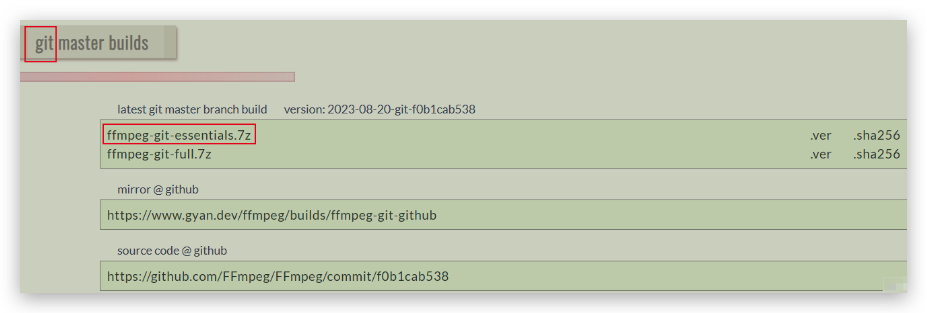 git master builds
latest git master branch build version: 2023-08-20-git-f0b1cab538
ffmpeg-git-essentials.7z .ver .sha256
ffmpeg-git-full.7z .ver .sha256
mirror @ github
https://www.gyan.dev/ffmpeg/builds/ffmpeg-git-github
source code @ github
https://github.com/FFmpeg/FFmpeg/commit/f0b1cab538